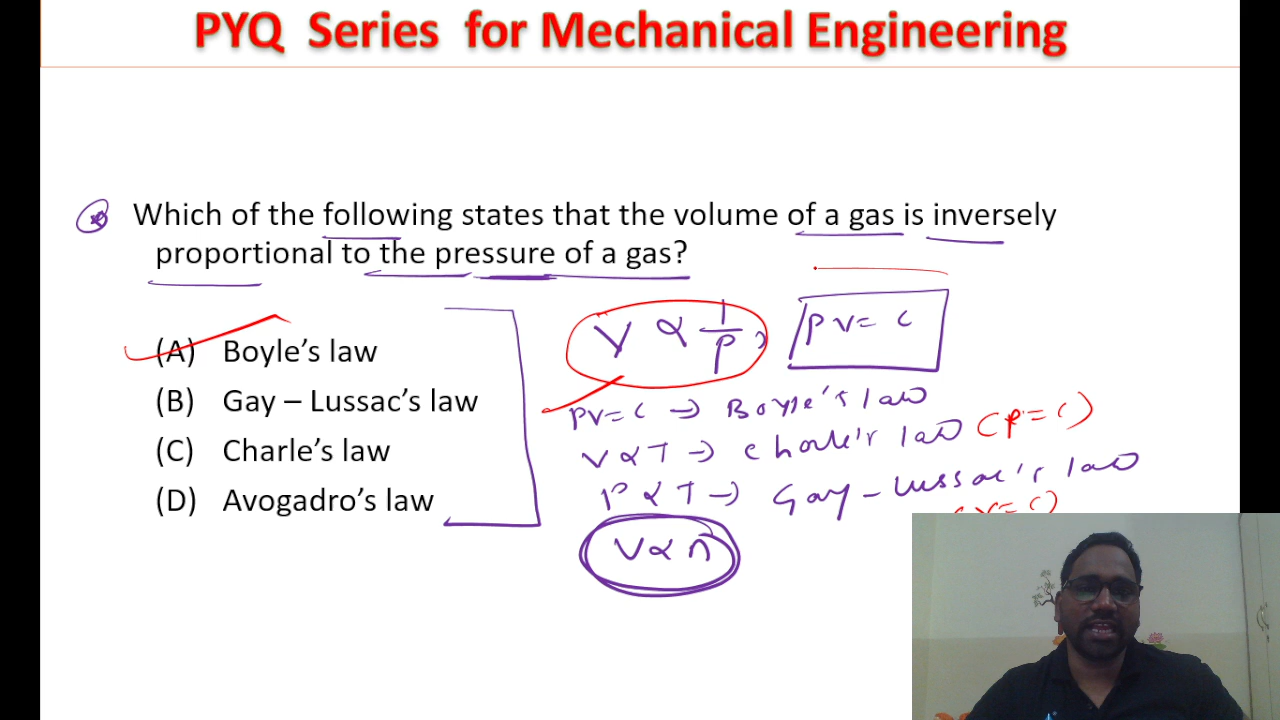 PYQ Series for Mechanical Engineering
Which of the following states that the volume of a gas is inversely
proportional to the pressure of a gas?
(A) Boyle’s law
(B) Gay – Lussac’s law
(C) Charle’s law
(D) Avogadro’s law
V ∝ 1/P, PV = C
PV = C → Boyle's law
V ∝ T → Charle's law (P = C)
P ∝ T → Gay – Lussac's law
(V = C)
V ∝ n